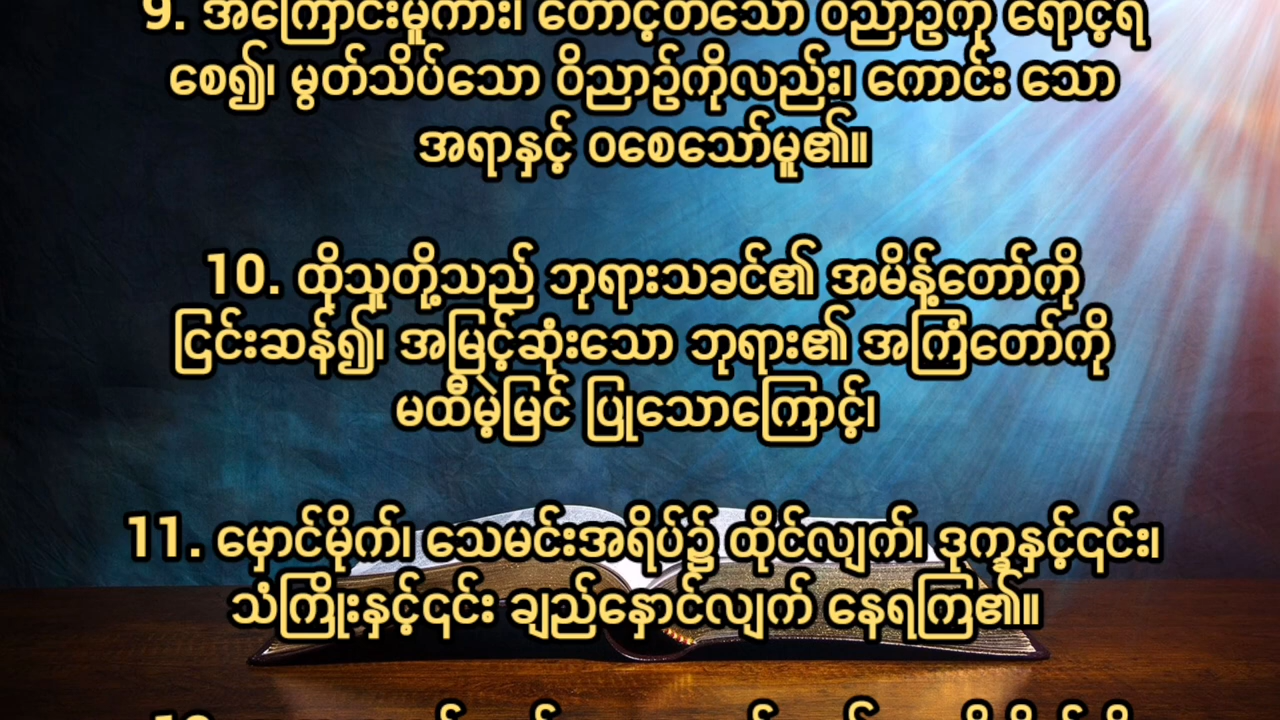 9. အကြောင်းမူကား၊ တောင့်တသော ဝိညာဉ်ကို ရောင့်ရဲ
စေ၍၊ မွတ်သိပ်သော ဝိညာဉ်ကိုလည်း၊ ကောင်း သော
အရာနှင့် ဝစေသော်မူ၏။
10. ထိုသူတို့သည် ဘုရားသခင်၏ အမိန့်တော်ကို
ငြင်းဆန်၍၊ အမြင့်ဆုံးသော ဘုရား၏ အကြံတော်ကို
မထီမဲ့မြင် ပြုသောကြောင့်၊
11. မှောင်မိုက်၊ သေမင်းအရိပ်၌ ထိုင်လျက်၊ ဒုက္ခနှင့်၎င်း၊
သံကြိုးနှင့်၎င်း ချည်နှောင်လျက် နေရကြ၏။